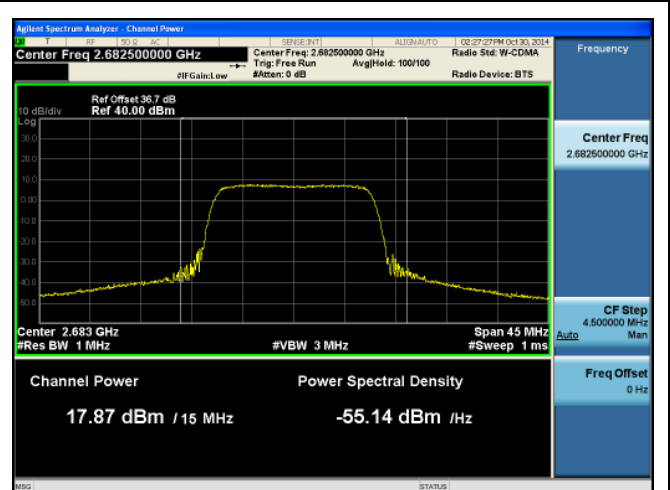 Agilent Spectrum Analyzer - Channel Power
T RF 50 Ω AC SENSE:INT ALIGNAUTO 02:27:27PM Oct 30, 2014
Center Freq 2.682500000 GHz
Center Freq: 2.682500000 GHz Radio Std: W-CDMA
Trig: Free Run Avg|Hold: 100/100
#IFGain:Low #Atten: 0 dB Radio Device: BTS
Frequency
Ref Offset 36.7 dB
10 dB/div Ref 40.00 dBm
Log
30.0
20.0
10.0
0.00
-10.0
-20.0
-30.0
-40.0
-50.0
Center 2.683 GHz Span 45 MHz
#Res BW 1 MHz #VBW 3 MHz #Sweep 1 ms
Channel Power Power Spectral Density
17.87 dBm / 15 MHz -55.14 dBm /Hz
Center Freq
2.682500000 GHz
CF Step
4.500000 MHz
Auto Man
Freq Offset
0 Hz
MSG STATUS